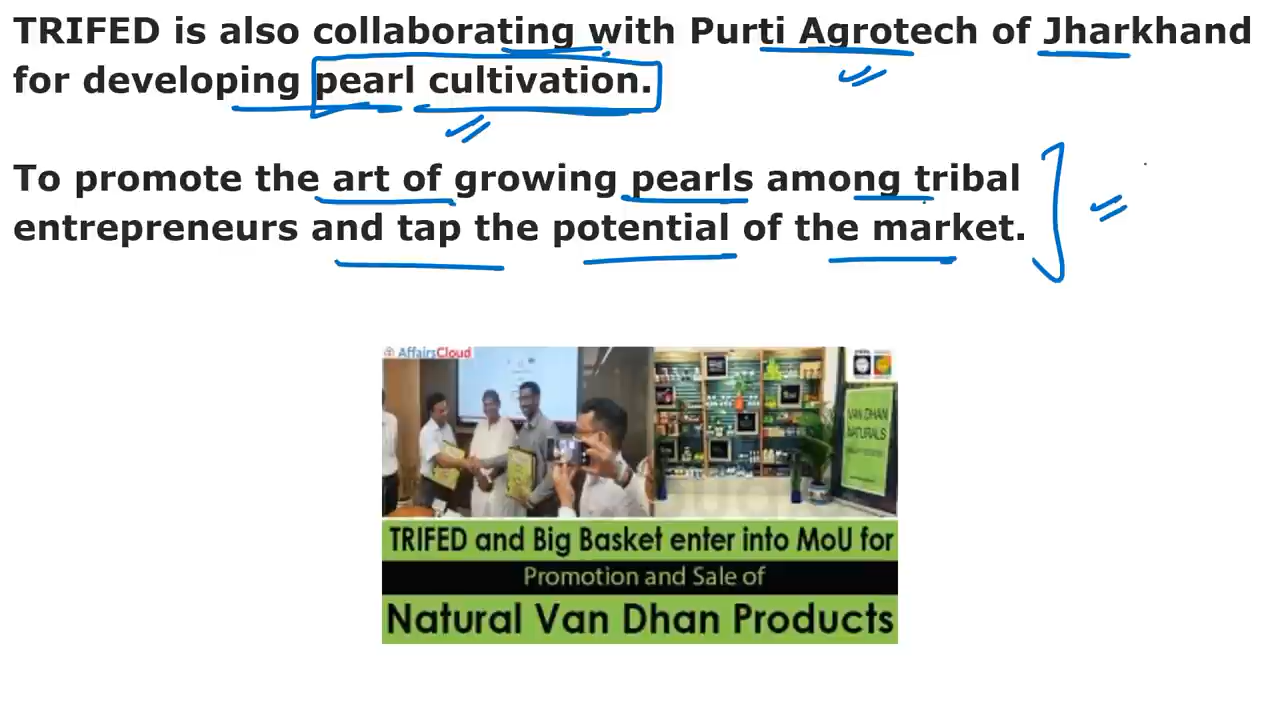 TRIFED is also collaborating with Purti Agrotech of Jharkhand
for developing pearl cultivation.
To promote the art of growing pearls among tribal
entrepreneurs and tap the potential of the market.
AffairsCloud
VAN DHAN
NATURALS
TRIFED and Big Basket enter into MoU for
Promotion and Sale of
Natural Van Dhan Products